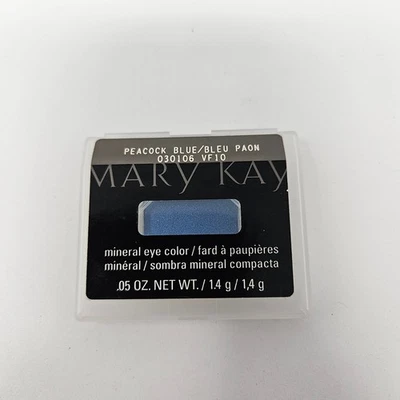 PEACOCK BLUE/BLEU PAON
030106 VF10
MARY KAY
mineral eye color / fard à paupières
minéral / sombra mineral compacta
.05 OZ. NET WT. / 1.4 g / 1,4 g